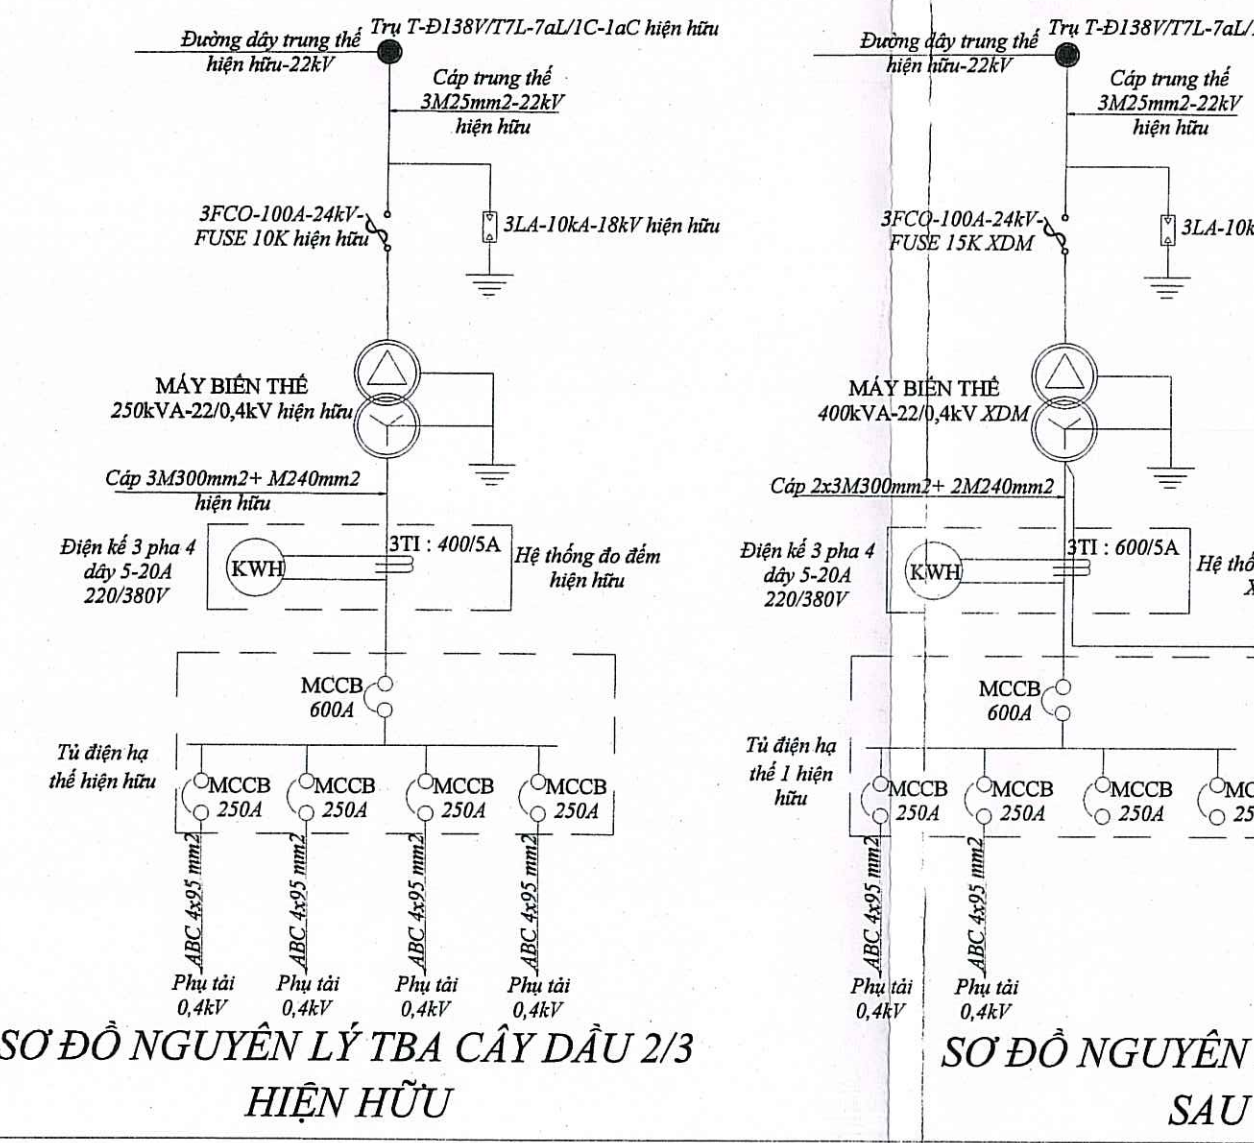 Đường dây trung thế
hiện hữu-22kV
Trụ T-Đ138V/T7L-7aL/1C-1aC hiện hữu
Cáp trung thế
3M25mm2-22kV
hiện hữu
3FCO-100A-24kV-
FUSE 10K hiện hữu
3LA-10kA-18kV hiện hữu
MÁY BIẾN THẾ
250kVA-22/0,4kV hiện hữu
Cáp 3M300mm2+ M240mm2
hiện hữu
Điện kế 3 pha 4
dây 5-20A
220/380V
KWH
3TI : 400/5A
Hệ thống đo đếm
hiện hữu
MCCB
600A
Tủ điện hạ
thế hiện hữu
MCCB
250A
MCCB
250A
MCCB
250A
MCCB
250A
ABC 4x95 mm2
ABC 4x95 mm2
ABC 4x95 mm2
ABC 4x95 mm2
Phụ tải
0,4kV
Phụ tải
0,4kV
Phụ tải
0,4kV
Phụ tải
0,4kV
SƠ ĐỒ NGUYÊN LÝ TBA CÂY DẦU 2/3
HIỆN HỮU
Đường dây trung thế
hiện hữu-22kV
Trụ T-Đ138V/T7L-7aL/
Cáp trung thế
3M25mm2-22kV
hiện hữu
3FCO-100A-24kV-
FUSE 15K XDM
3LA-10k
MÁY BIẾN THẾ
400kVA-22/0,4kV XDM
Cáp 2x3M300mm2+ 2M240mm2
Điện kế 3 pha 4
dây 5-20A
220/380V
KWH
3TI : 600/5A
Hệ thố
X
MCCB
600A
Tủ điện hạ
thế 1 hiện
hữu
MCCB
250A
MCCB
250A
MCCB
250A
MC
25
ABC 4x95 mm2
ABC 4x95 mm2
Phụ tải
0,4kV
Phụ tải
0,4kV
SƠ ĐỒ NGUYÊN
SAU